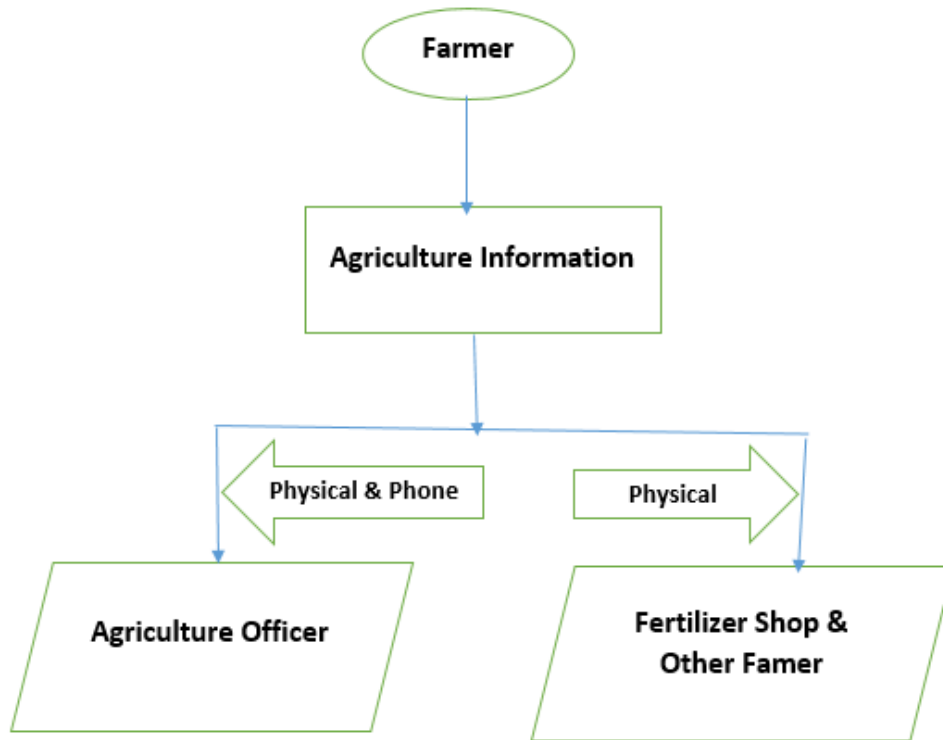 Farmer
Agriculture Information
Physical & Phone
Physical
Agriculture Officer
Fertilizer Shop &
Other Famer